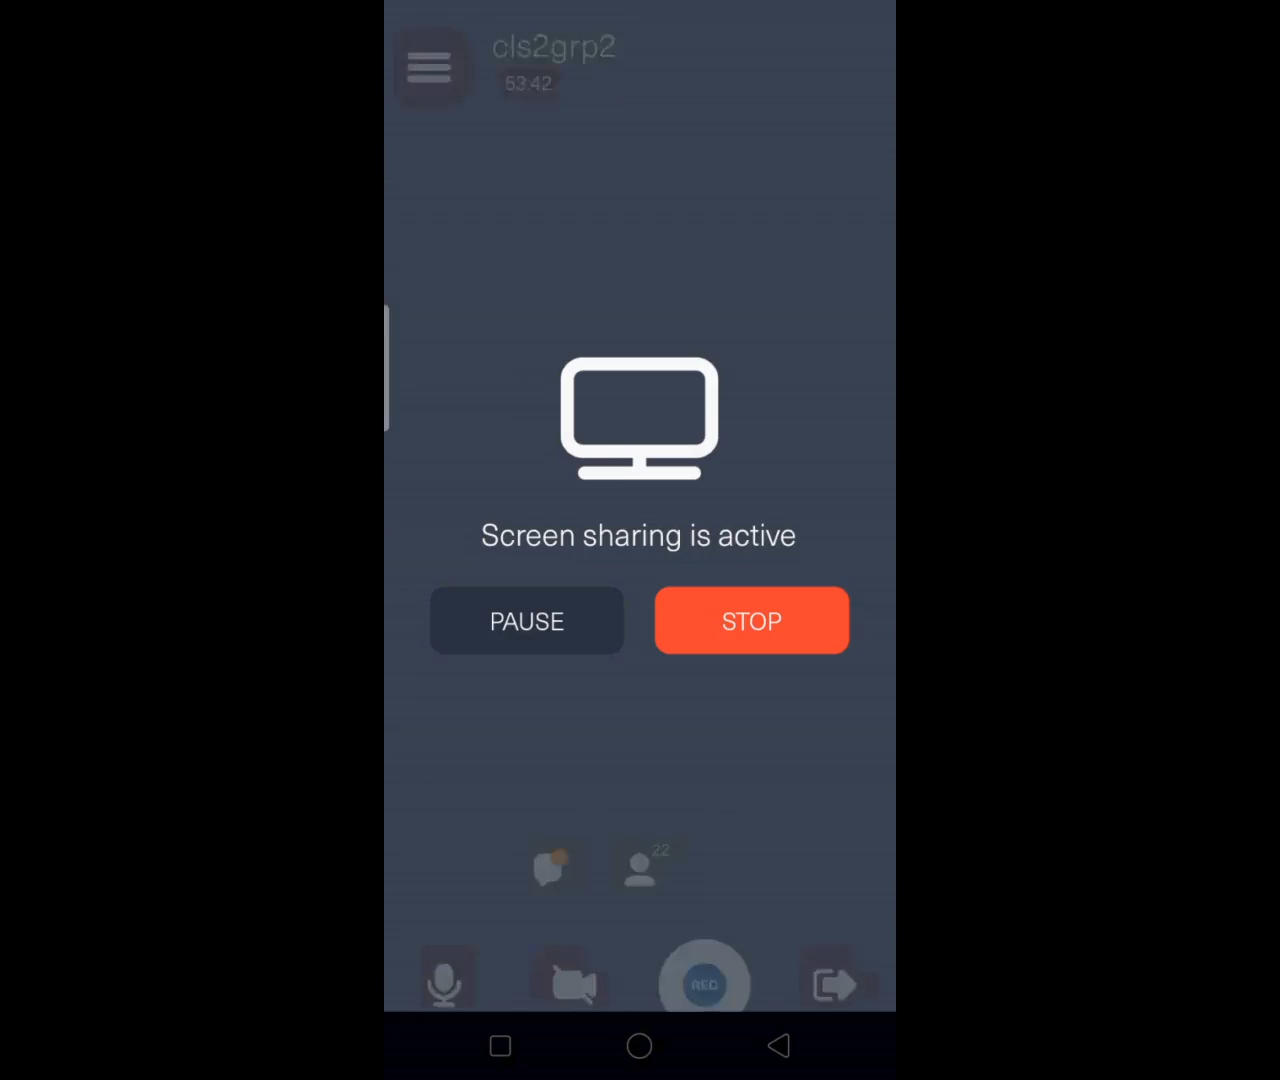 cls2grp2
53:42
Screen sharing is active
PAUSE
STOP
22
REC